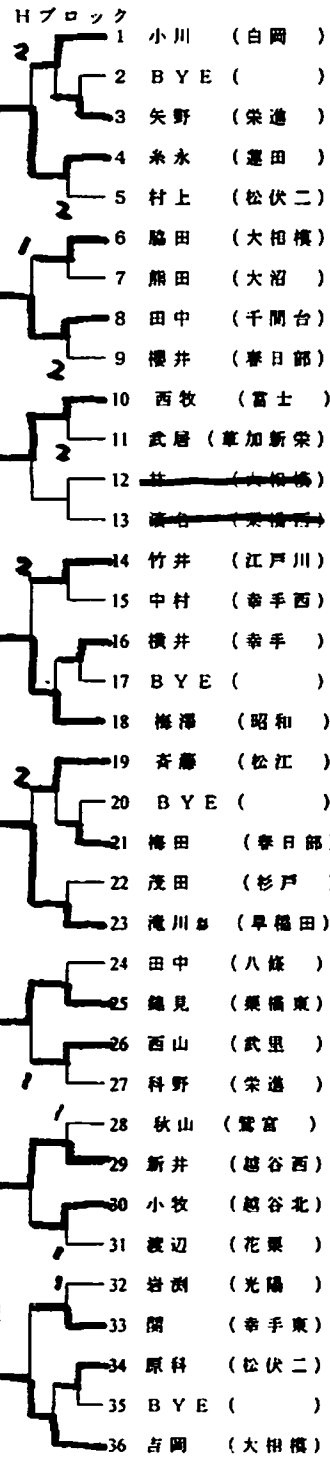 Hブロック
2
1 小川 (白岡)
2 BYE ( )
3 矢野 (栄進)
4 糸永 (蓮田)
5 村上 (松伏二)
2
1
6 脇田 (大相模)
7 熊田 (大沼)
8 田中 (千間台)
9 櫻井 (春日部)
2
10 西牧 (富士)
11 武居 (草加新栄)
2
12 林 (大相模)
13
2
14 竹井 (江戸川)
15 中村 (幸手西)
16 横井 (幸手)
17 BYE ( )
18 梅澤 (昭和)
19 斉藤 (松江)
2
20 BYE ( )
21 梅田 (春日部)
22 茂田 (杉戸)
23 滝川 (早稲田)
24 田中 (八條)
25 鶴見 (栗橋東)
26 西山 (武里)
27 科野 (栄進)
1
1
28 秋山 (鷲宮)
29 新井 (越谷西)
30 小牧 (越谷北)
31 渡辺 (花栗)
1
1
32 岩渕 (光陽)
33 関 (幸手東)
34 原科 (松伏二)
35 BYE ( )
36 吉岡 (大相模)